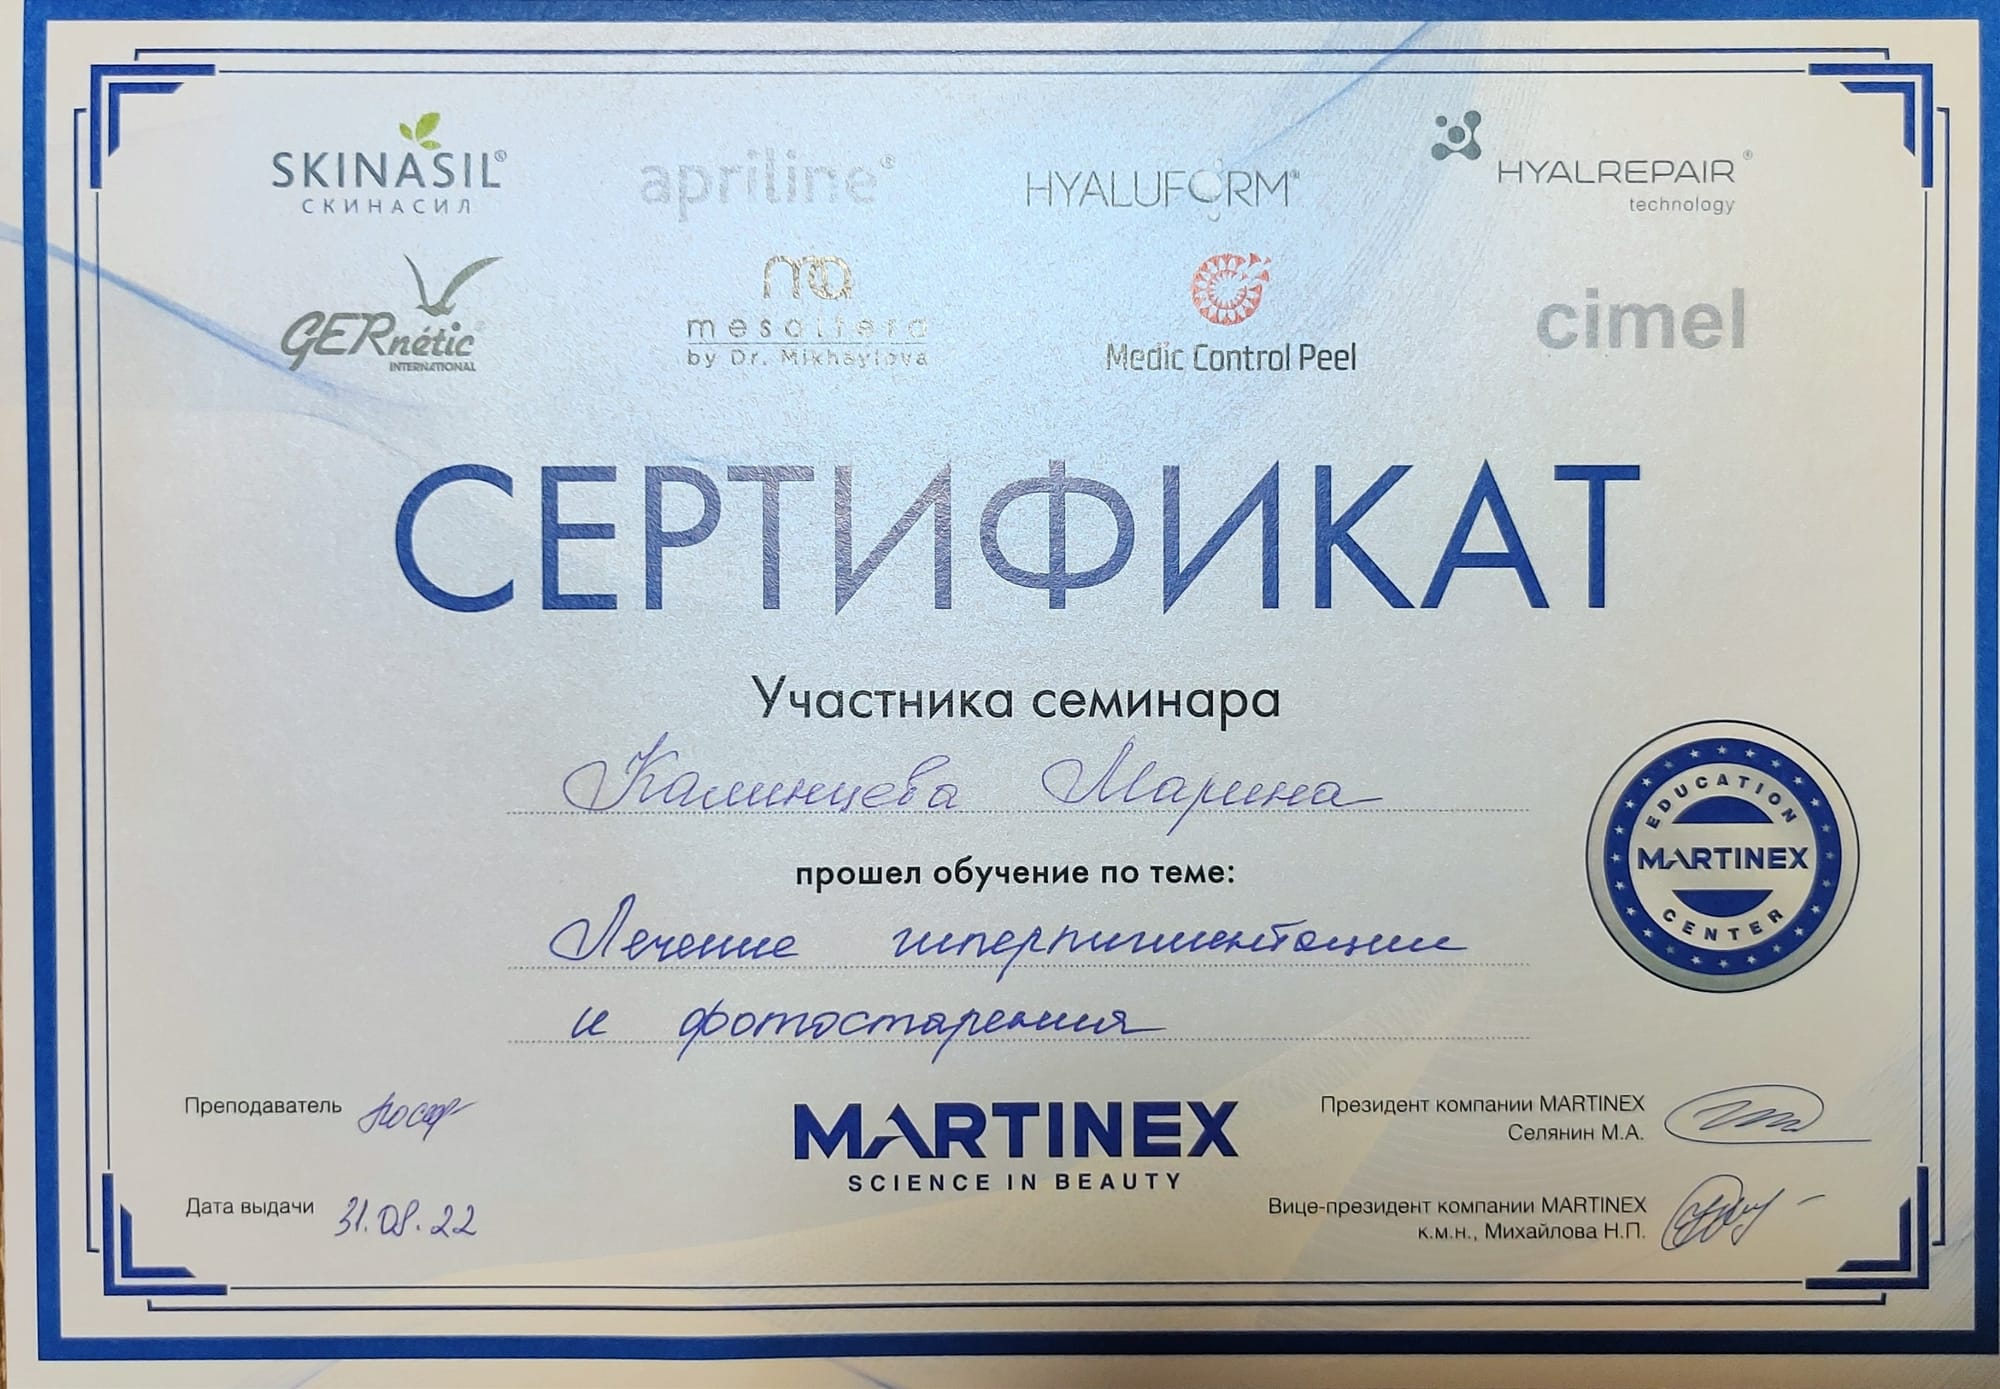 SKINASIL®
СКИНАСИЛ
apriline®
HYALUFORM®
HYALREPAIR®
technology
GERnétic®
INTERNATIONAL
ma
mesaltera
by Dr. Mikhaylova
Medic Control Peel
cimel
СЕРТИФИКАТ
Участника семинара
Калинцева Марина
прошел обучение по теме:
Лечение гиперпигментации
и фотостарения
EDUCATION
MARTINEX
CENTER
Преподаватель
MARTINEX
SCIENCE IN BEAUTY
Президент компании MARTINEX
Селянин М.А.
Дата выдачи 31.08.22
Вице-президент компании MARTINEX
к.м.н., Михайлова Н.П.